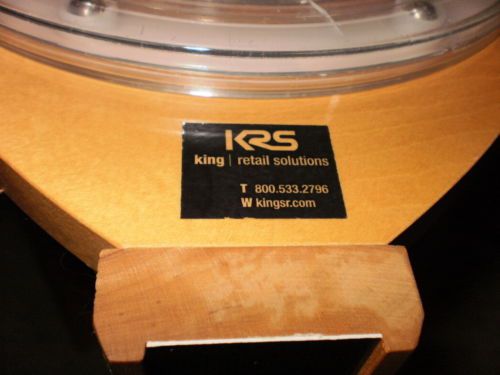 KRS
king | retail solutions
T 800.533.2796
W kingsr.com